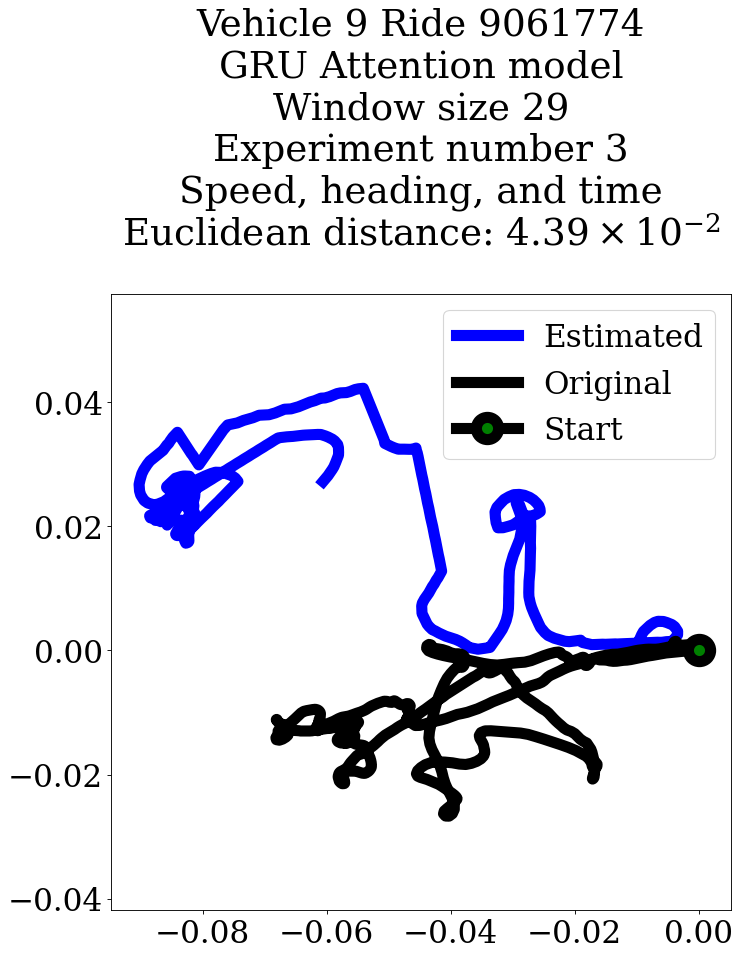 Vehicle 9 Ride 9061774
GRU Attention model
Window size 29
Experiment number 3
Speed, heading, and time
Euclidean distance: 4.39 × 10⁻²
Estimated
Original
Start
0.04
0.02
0.00
−0.02
−0.04
−0.08 −0.06 −0.04 −0.02 0.00